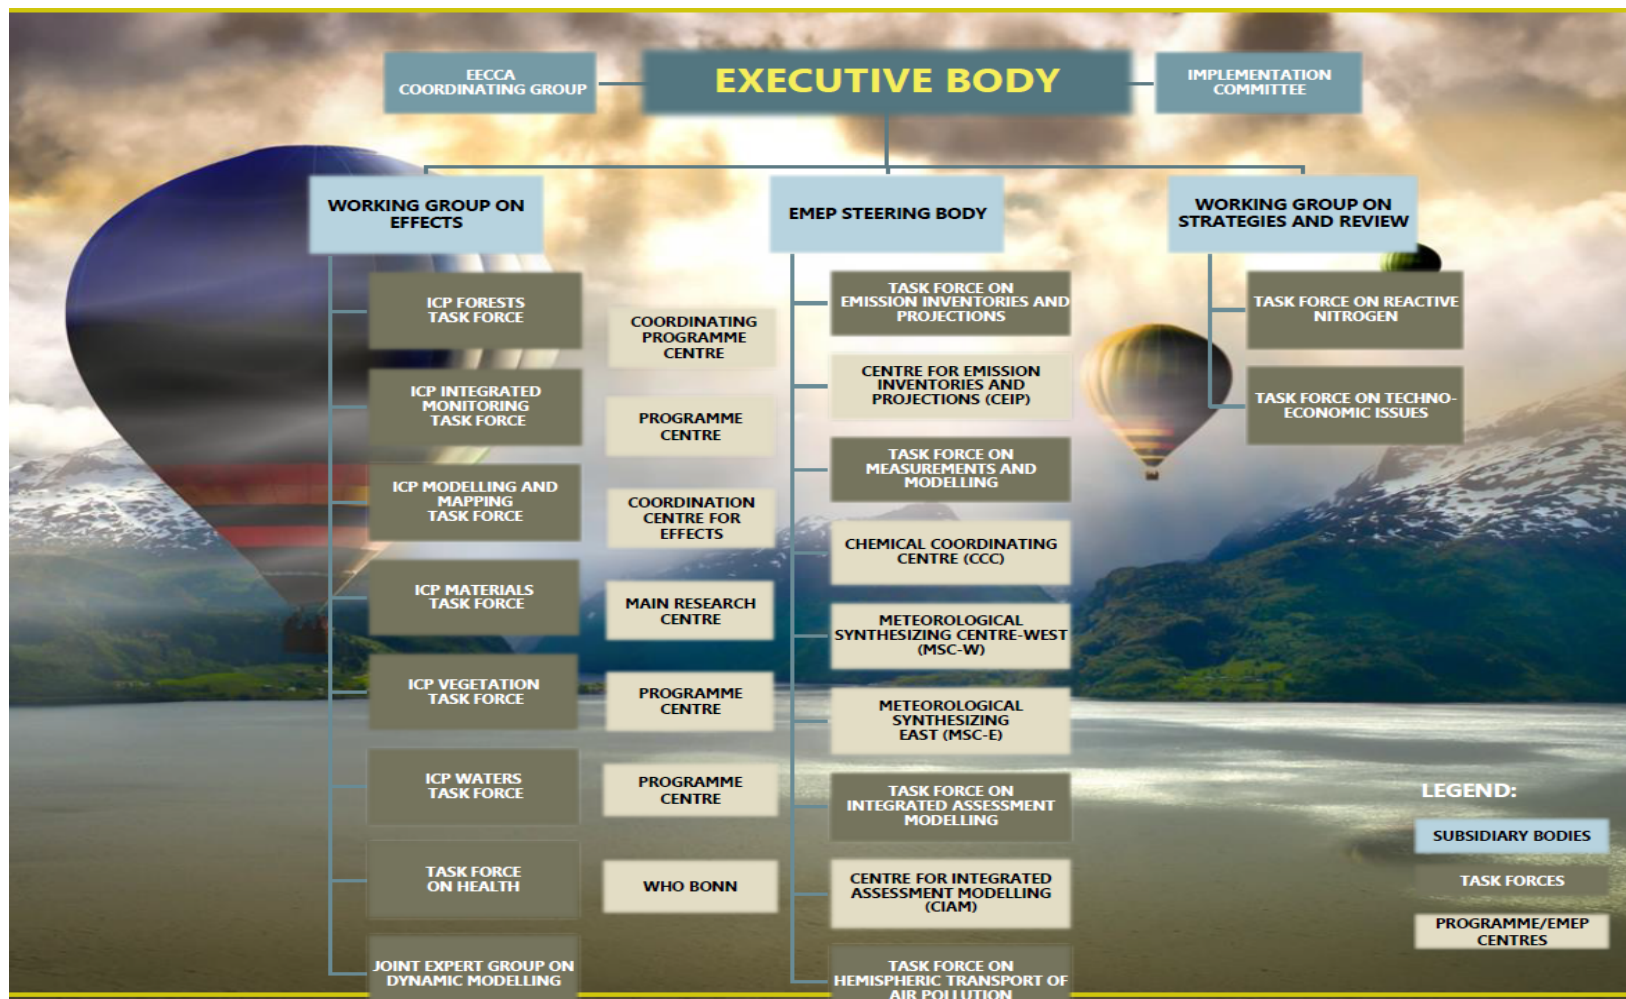 EECCA
COORDINATING GROUP
EXECUTIVE BODY
IMPLEMENTATION
COMMITTEE
WORKING GROUP ON
EFFECTS
EMEP STEERING BODY
WORKING GROUP ON
STRATEGIES AND REVIEW
ICP FORESTS
TASK FORCE
ICP INTEGRATED
MONITORING
TASK FORCE
ICP MODELLING AND
MAPPING
TASK FORCE
ICP MATERIALS
TASK FORCE
ICP VEGETATION
TASK FORCE
ICP WATERS
TASK FORCE
TASK FORCE
ON HEALTH
JOINT EXPERT GROUP ON
DYNAMIC MODELLING
COORDINATING
PROGRAMME
CENTRE
PROGRAMME
CENTRE
COORDINATION
CENTRE FOR
EFFECTS
MAIN RESEARCH
CENTRE
PROGRAMME
CENTRE
PROGRAMME
CENTRE
WHO BONN
TASK FORCE ON
EMISSION INVENTORIES AND
PROJECTIONS
CENTRE FOR EMISSION
INVENTORIES AND
PROJECTIONS (CEIP)
TASK FORCE ON
MEASUREMENTS AND
MODELLING
CHEMICAL COORDINATING
CENTRE (CCC)
METEOROLOGICAL
SYNTHESIZING CENTRE-WEST
(MSC-W)
METEOROLOGICAL
SYNTHESIZING
EAST (MSC-E)
TASK FORCE ON
INTEGRATED ASSESSMENT
MODELLING
CENTRE FOR INTEGRATED
ASSESSMENT MODELLING
(CIAM)
TASK FORCE ON
HEMISPHERIC TRANSPORT OF
AIR POLLUTION
TASK FORCE ON REACTIVE
NITROGEN
TASK FORCE ON TECHNO-
ECONOMIC ISSUES
LEGEND:
SUBSIDIARY BODIES
TASK FORCES
PROGRAMME/EMEP
CENTRES